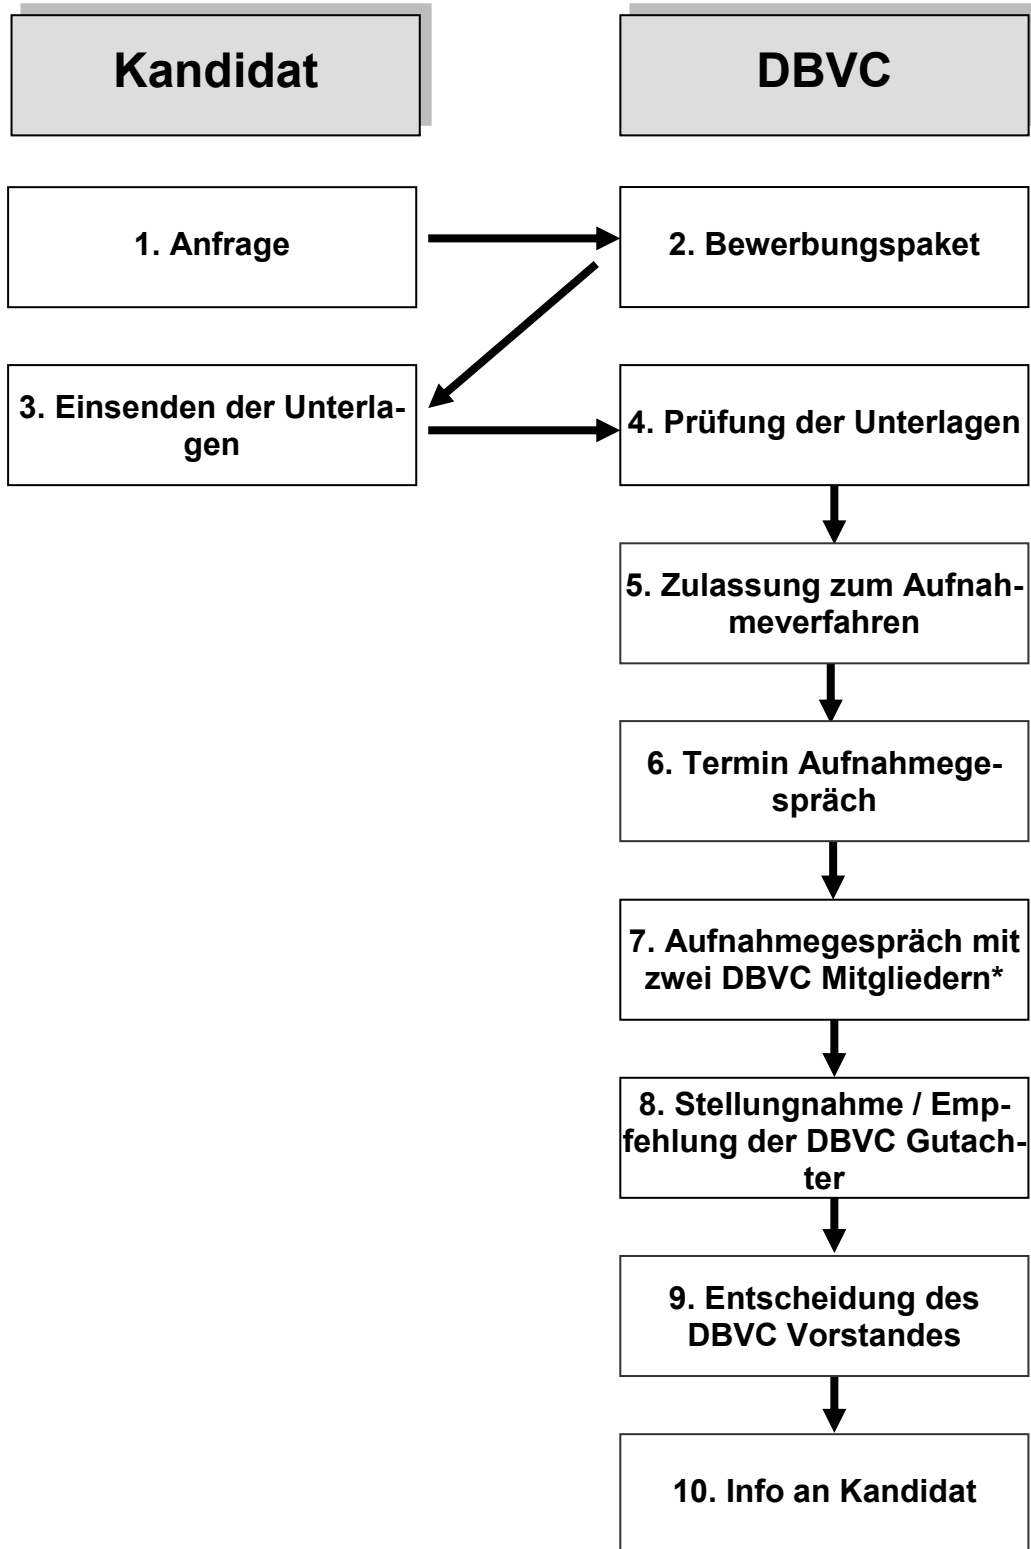 Kandidat
DBVC
1. Anfrage
2. Bewerbungspaket
3. Einsenden der Unterla-
gen
4. Prüfung der Unterlagen
5. Zulassung zum Aufnah-
meverfahren
6. Termin Aufnahmege-
spräch
7. Aufnahmegespräch mit
zwei DBVC Mitgliedern*
8. Stellungnahme / Emp-
fehlung der DBVC Gutach-
ter
9. Entscheidung des
DBVC Vorstandes
10. Info an Kandidat